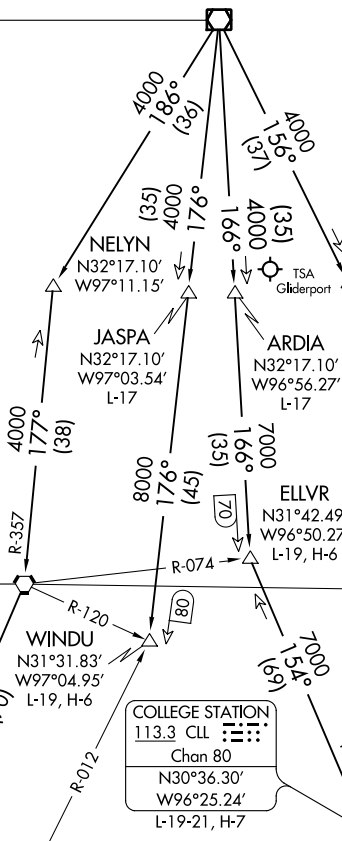 4000
186°
(36)
(35)
4000
176°
166°
4000
(35)
4000
156°
(37)
NELYN
N32°17.10'
W97°11.15'
TSA
Gliderport
JASPA
N32°17.10'
W97°03.54'
L-17
ARDIA
N32°17.10'
W96°56.27'
L-17
4000
177°
(38)
8000
176°
(45)
7000
166°
(35)
R-357
70
ELLVR
N31°42.49
W96°50.27
L-19, H-6
R-074
R-120
80
WINDU
N31°31.83'
W97°04.95'
L-19, H-6
7000
154°
(69)
R-012
COLLEGE STATION
113.3 CLL
Chan 80
N30°36.30'
W96°25.24'
L-19-21, H-7